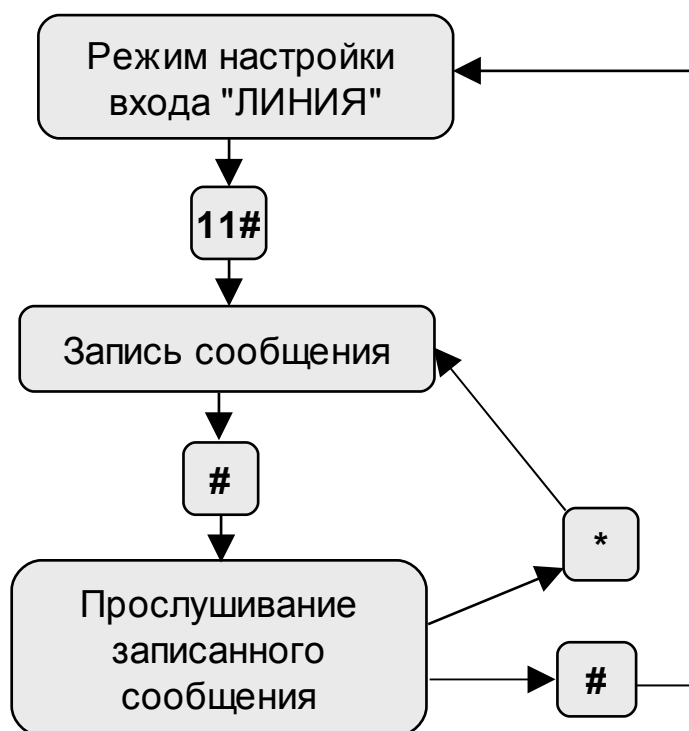 Режим настройки
входа "ЛИНИЯ"
11#
Запись сообщения
#
*
Прослушивание
записанного
сообщения
#